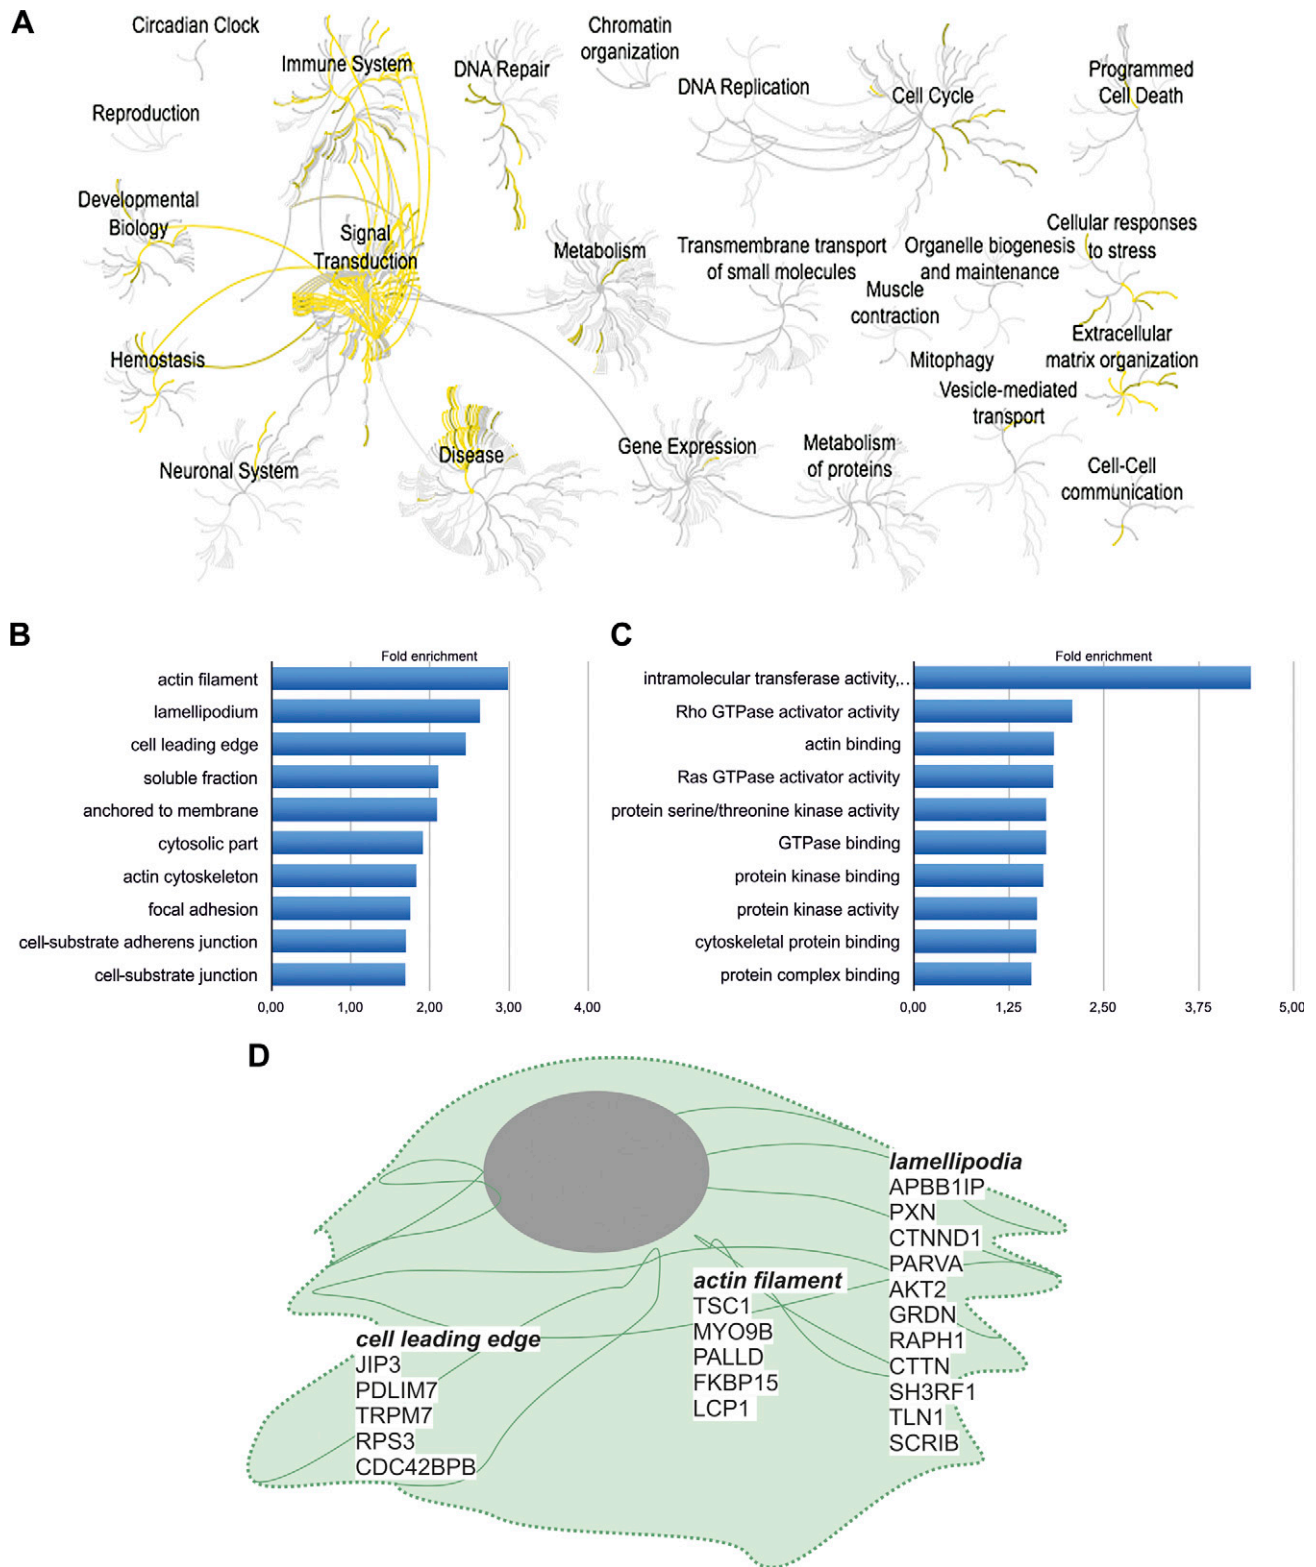 A
Circadian Clock
Immune System
DNA Repair
Chromatin
organization
DNA Replication
Cell Cycle
Programmed
Cell Death
Reproduction
Developmental
Biology
Signal
Transduction
Metabolism
Transmembrane transport
of small molecules
Organelle biogenesis
and maintenance
Cellular responses
to stress
Muscle
contraction
Hemostasis
Mitophagy
Extracellular
matrix organization
Vesicle-mediated
transport
Neuronal System
Disease
Gene Expression
Metabolism
of proteins
Cell-Cell
communication
B
Fold enrichment
actin filament
lamellipodium
cell leading edge
soluble fraction
anchored to membrane
cytosolic part
actin cytoskeleton
focal adhesion
cell-substrate adherens junction
cell-substrate junction
0,00 1,00 2,00 3,00 4,00
C
Fold enrichment
intramolecular transferase activity,..
Rho GTPase activator activity
actin binding
Ras GTPase activator activity
protein serine/threonine kinase activity
GTPase binding
protein kinase binding
protein kinase activity
cytoskeletal protein binding
protein complex binding
0,00 1,25 2,50 3,75 5,00
D
cell leading edge
JIP3
PDLIM7
TRPM7
RPS3
CDC42BPB
actin filament
TSC1
MYO9B
PALLD
FKBP15
LCP1
lamellipodia
APBB1IP
PXN
CTNND1
PARVA
AKT2
GRDN
RAPH1
CTTN
SH3RF1
TLN1
SCRIB